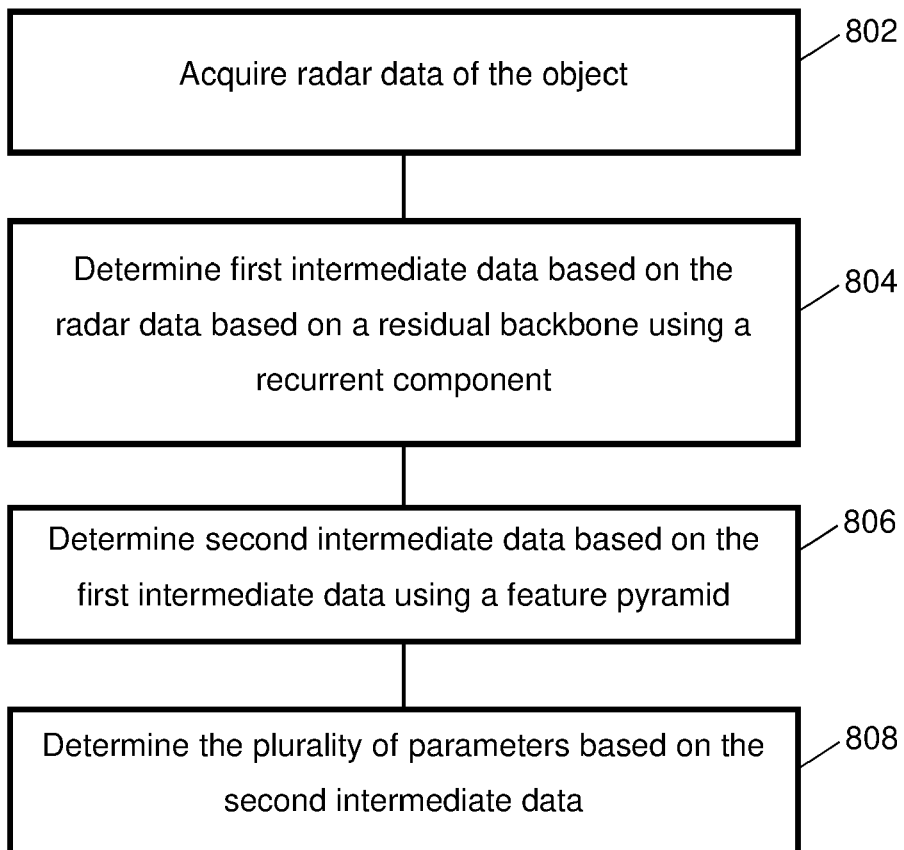 802
Acquire radar data of the object
804
Determine first intermediate data based on the
radar data based on a residual backbone using a
recurrent component
806
Determine second intermediate data based on the
first intermediate data using a feature pyramid
808
Determine the plurality of parameters based on the
second intermediate data